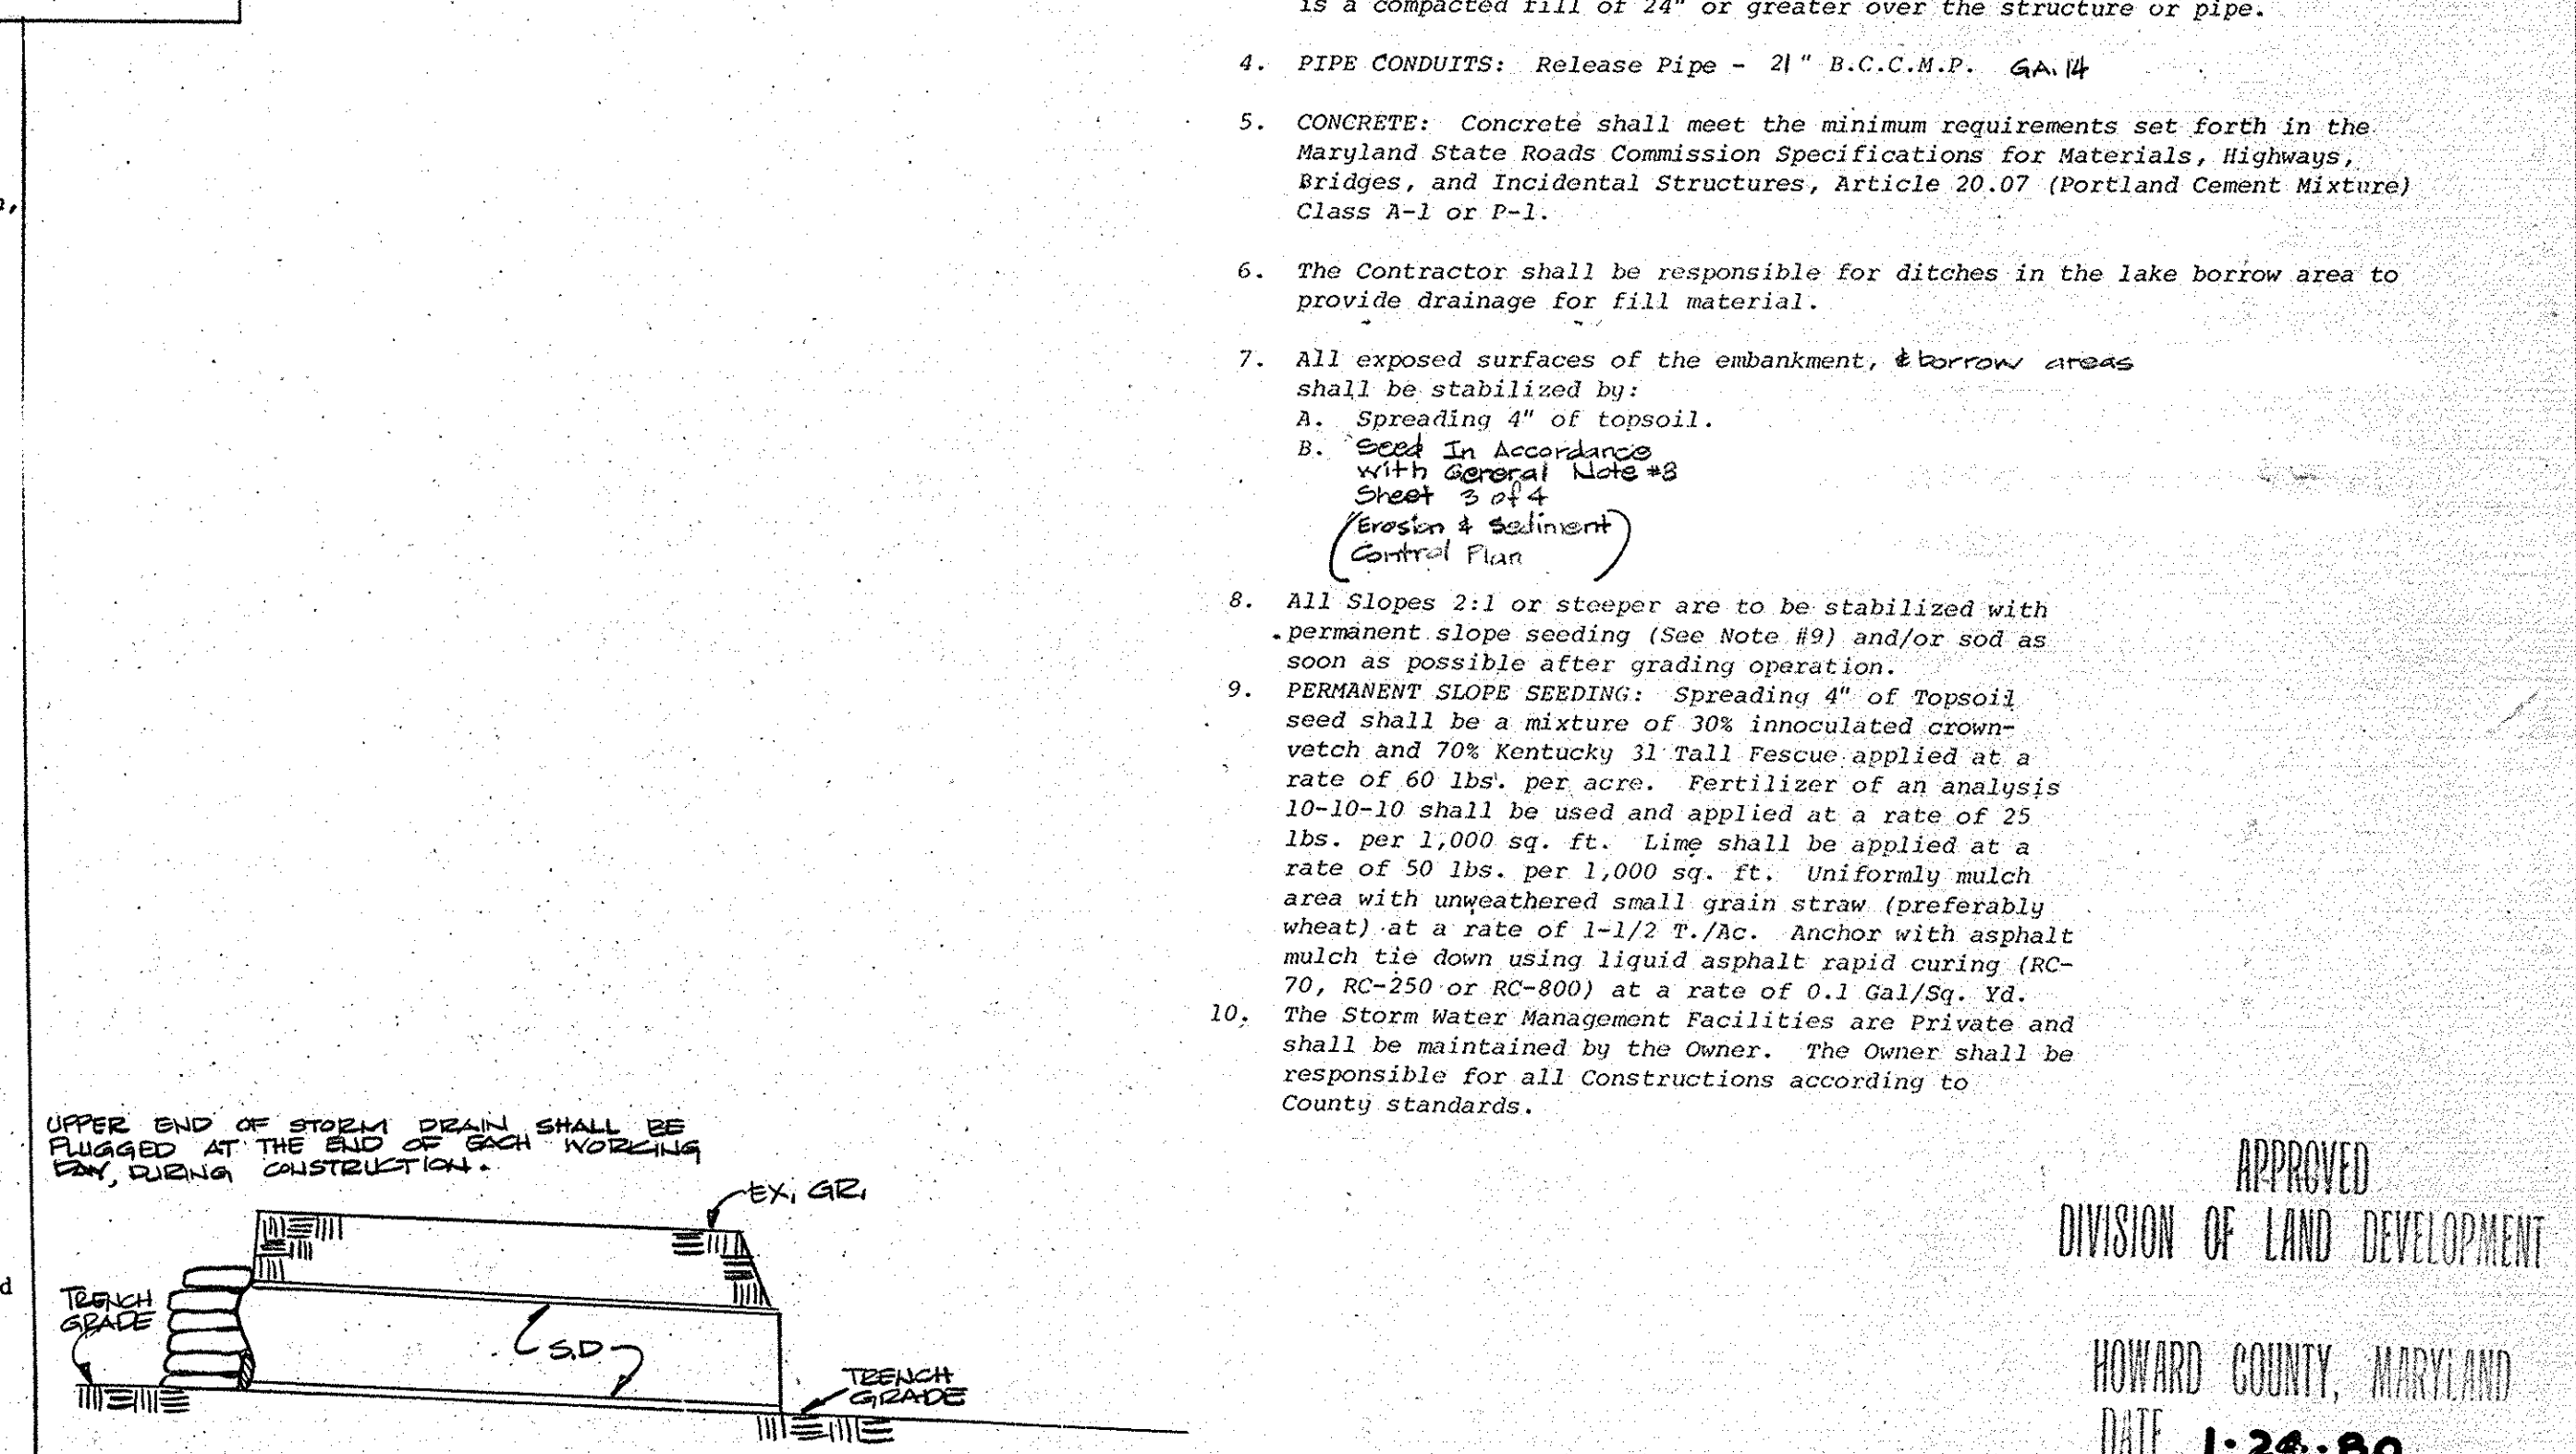 is a compacted fill of 24" or greater over the structure or pipe.
4. PIPE CONDUITS: Release Pipe - 21" B.C.C.M.P. GA. 14
5. CONCRETE: Concrete shall meet the minimum requirements set forth in the
Maryland State Roads Commission Specifications for Materials, Highways,
Bridges, and Incidental Structures, Article 20.07 (Portland Cement Mixture)
Class A-1 or P-1.
6. The Contractor shall be responsible for ditches in the lake borrow area to
provide drainage for fill material.
7. All exposed surfaces of the embankment, & borrow areas
shall be stabilized by:
A. Spreading 4" of topsoil.
B. Seed In Accordance
with General Note #8
Sheet 3 of 4
(Erosion & Sediment
Control Plan)
8. All Slopes 2:1 or steeper are to be stabilized with
permanent slope seeding (See Note #9) and/or sod as
soon as possible after grading operation.
9. PERMANENT SLOPE SEEDING: Spreading 4" of Topsoil
seed shall be a mixture of 30% innoculated crown-
vetch and 70% Kentucky 31 Tall Fescue applied at a
rate of 60 lbs. per acre. Fertilizer of an analysis
10-10-10 shall be used and applied at a rate of 25
lbs. per 1,000 sq. ft. Lime shall be applied at a
rate of 50 lbs. per 1,000 sq. ft. Uniformly mulch
area with unweathered small grain straw (preferably
wheat) at a rate of 1-1/2 T./Ac. Anchor with asphalt
mulch tie down using liquid asphalt rapid curing (RC-
70, RC-250 or RC-800) at a rate of 0.1 Gal/Sq. Yd.
10. The Storm Water Management Facilities are Private and
shall be maintained by the Owner. The Owner shall be
responsible for all Constructions according to
County standards.
UPPER END OF STORM DRAIN SHALL BE
PLUGGED AT THE END OF EACH WORKING
DAY, DURING CONSTRUCTION.
EX. GR.
TRENCH
GRADE
S.D
TRENCH
GRADE
APPROVED
DIVISION OF LAND DEVELOPMENT
HOWARD COUNTY, MARYLAND
DATE